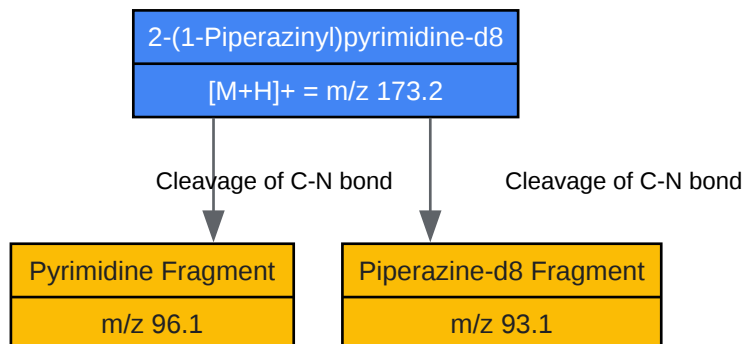 2-(1-Piperazinyl)pyrimidine-d8
[M+H]+ = m/z 173.2
Cleavage of C-N bond
Cleavage of C-N bond
Pyrimidine Fragment
m/z 96.1
Piperazine-d8 Fragment
m/z 93.1